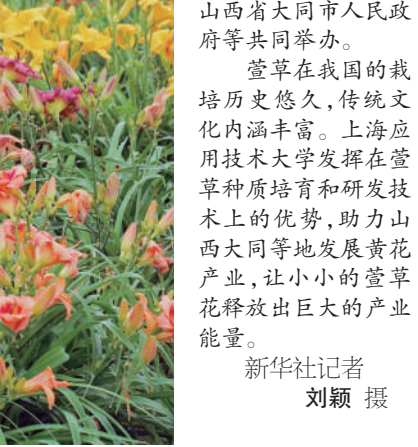 山西省大同市人民政
府等共同举办。
萱草在我国的栽
培历史悠久,传统文
化内涵丰富。上海应
用技术大学发挥在萱
草种质培育和研发技
术上的优势,助力山
西大同等地发展黄花
产业,让小小的萱草
花释放出巨大的产业
能量。
新华社记者
刘颖 摄